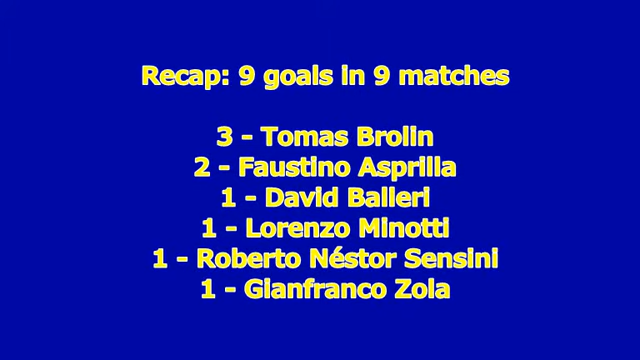 Recap: 9 goals in 9 matches
3 - Tomas Brolin
2 - Faustino Asprilla
1 - David Balleri
1 - Lorenzo Minotti
1 - Roberto Néstor Sensini
1 - Gianfranco Zola